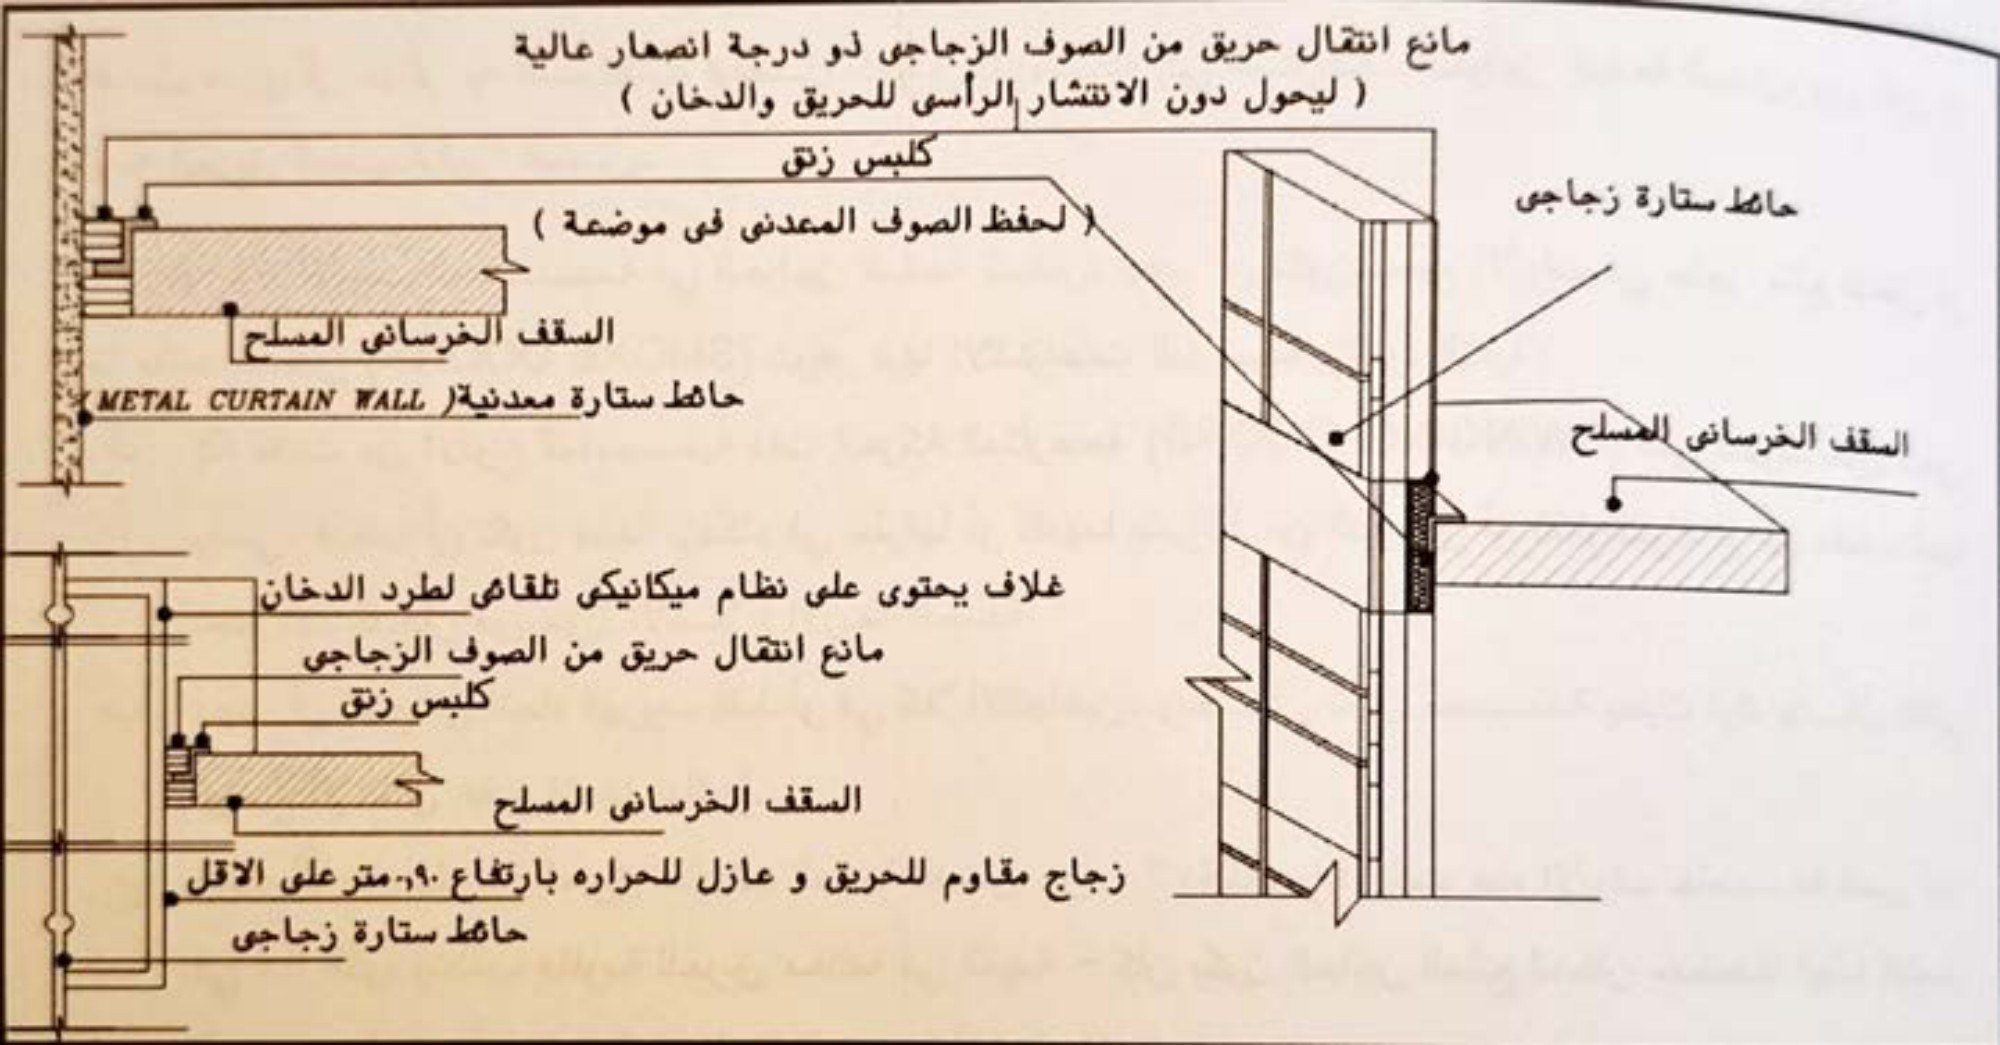 مانع انتقال حريق من الصوف الزجاجى ذو درجة انصهار عالية
( ليحول دون الانتشار الرأسى للحريق والدخان )
كلبس زنق
( لحفظ الصوف المعدنى فى موضعة )
حائط ستارة زجاجى
السقف الخرسانى المسلح
حائط ستارة معدنية( METAL CURTAIN WALL
السقف الخرسانى المسلح
غلاف يحتوى على نظام ميكانيكى تلقائى لطرد الدخان
مانع انتقال حريق من الصوف الزجاجى
كلبس زنق
السقف الخرسانى المسلح
زجاج مقاوم للحريق و عازل للحراره بارتفاع ٠,٩٠ متر على الاقل
حائط ستارة زجاجى